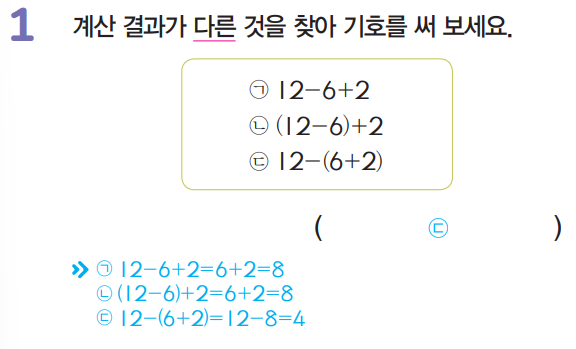 1 계산 결과가 다른 것을 찾아 기호를 써 보세요.
㉠ 12-6+2
㉡ (12-6)+2
㉢ 12-(6+2)
( ㉢ )
» ㉠ 12-6+2=6+2=8
㉡ (12-6)+2=6+2=8
㉢ 12-(6+2)=12-8=4